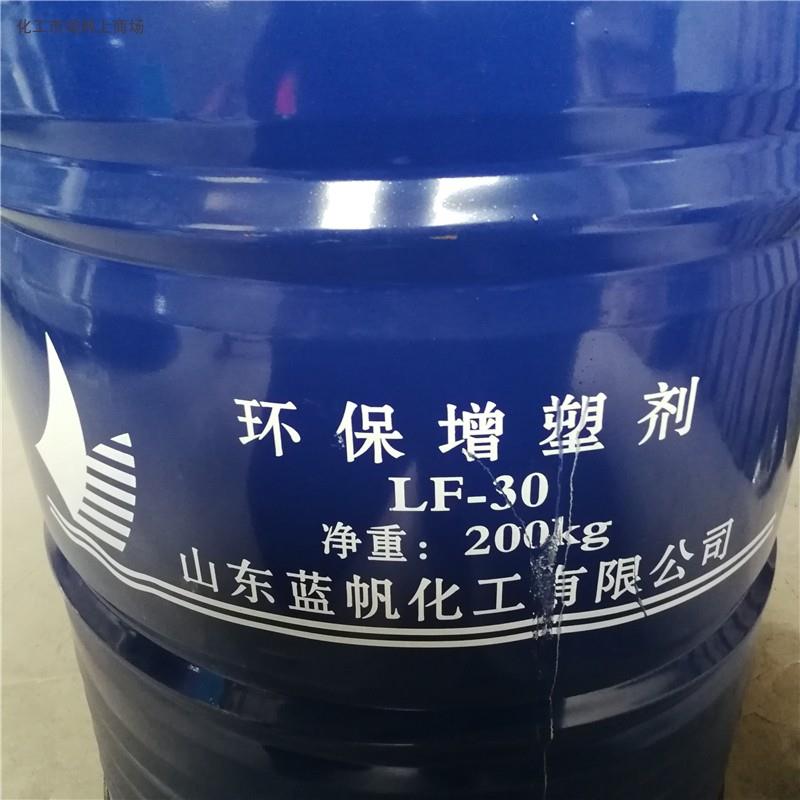 化工市场网上商场
环保增塑剂
LF-30
净重：200kg
山东蓝帆化工有限公司